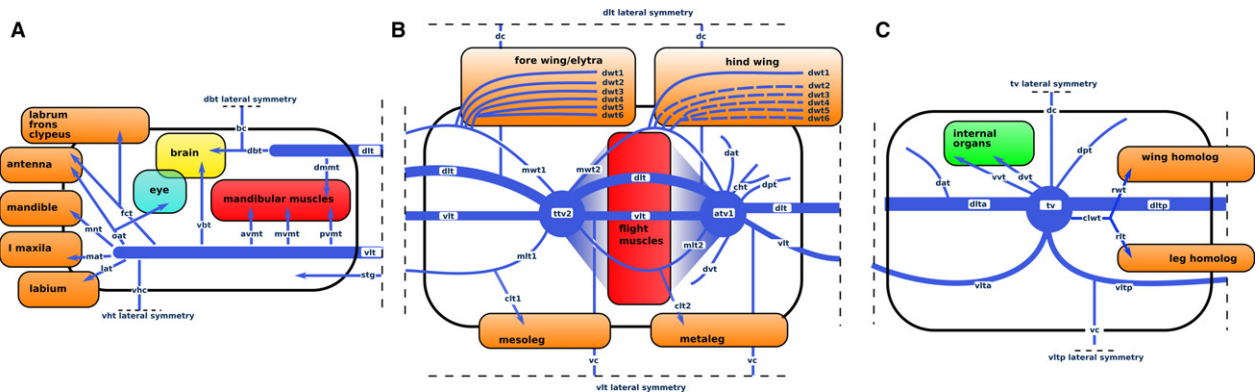 A
dbt lateral symmetry
labrum
frons
clypeus
bc
antenna
brain
dbt
dlt
eye
dmmt
mandible
mandibular muscles
fct
mnt
oat
vbt
avmt
mvmt
pvmt
l maxila
mat
vlt
lat
stg
labium
vhc
vht lateral symmetry
B
dlt lateral symmetry
dc
dc
fore wing/elytra
hind wing
dwt1
dwt2
dwt3
dwt4
dwt5
dwt6
dwt1
dwt2
dwt3
dwt4
dwt5
dwt6
mwt1
mwt2
dat
dlt
dlt
cht
dpt
vlt
ttv2
vlt
atv1
dlt
flight
muscles
mlt1
mlt2
vlt
dvt
clt1
clt2
mesoleg
metaleg
vc
vc
vlt lateral symmetry
C
tv lateral symmetry
dc
internal
organs
dpt
wing homolog
dat
vvt
dvt
rwt
dlta
tv
clwt
dltp
rlt
leg homolog
vlta
vltp
vc
vltp lateral symmetry